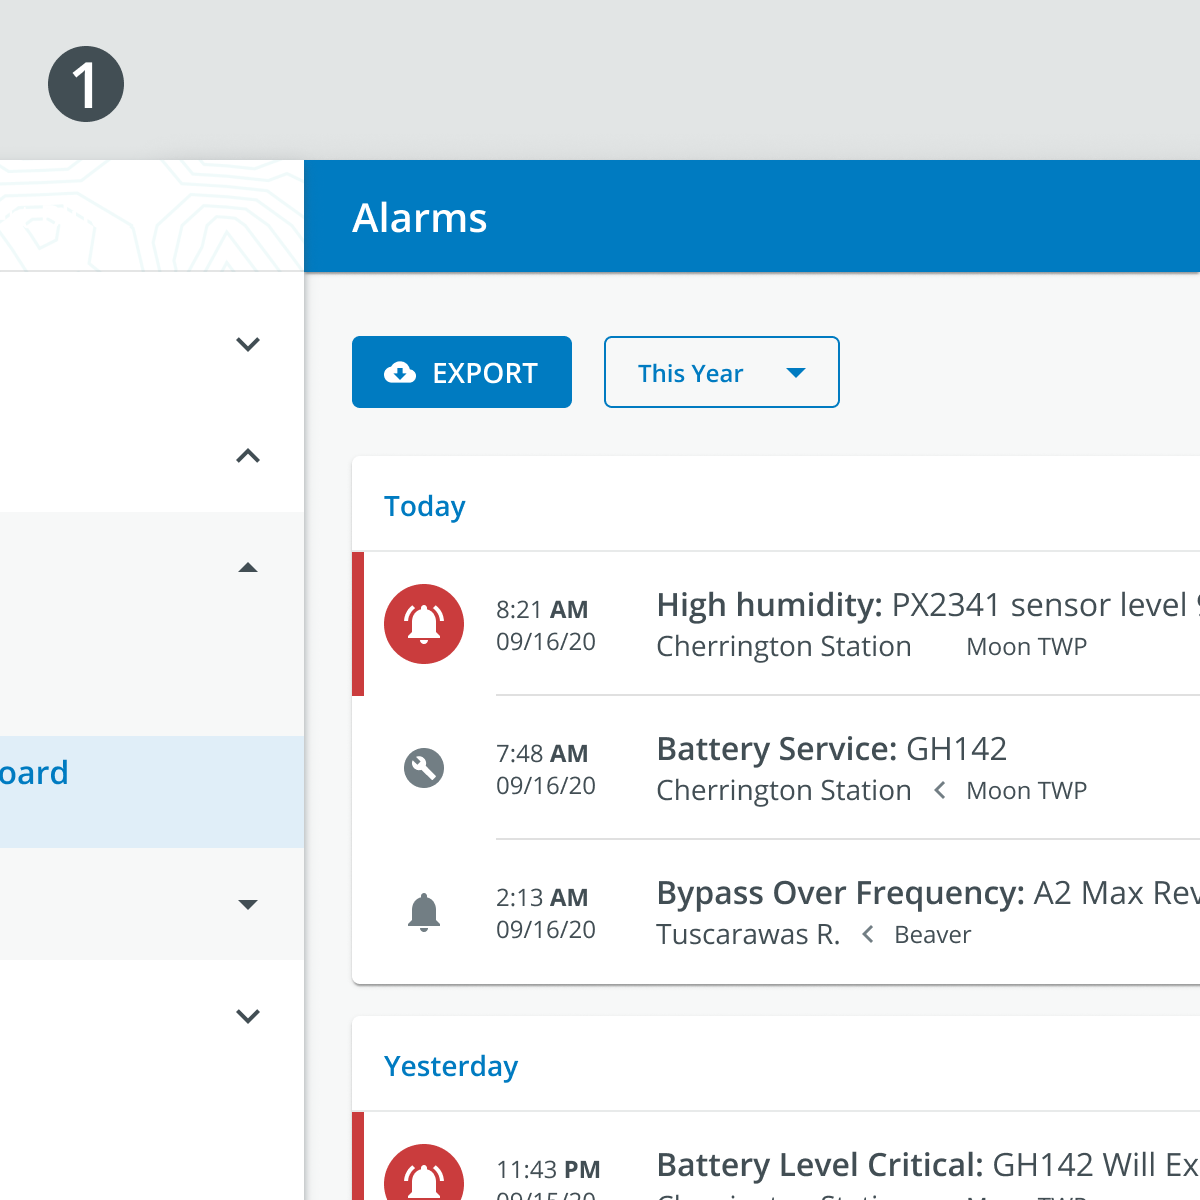 1
Alarms
EXPORT
This Year
Today
8:21 AM
09/16/20
High humidity: PX2341 sensor level
Cherrington Station Moon TWP
oard
7:48 AM
09/16/20
Battery Service: GH142
Cherrington Station < Moon TWP
2:13 AM
09/16/20
Bypass Over Frequency: A2 Max Rev
Tuscarawas R. < Beaver
Yesterday
11:43 PM
09/15/20
Battery Level Critical: GH142 Will Ex